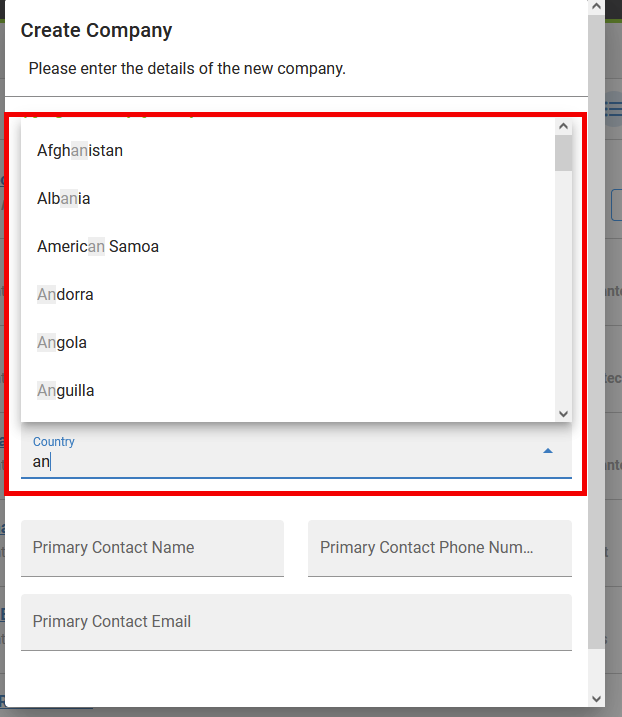 Create Company
Please enter the details of the new company.
Afghanistan
Albania
American Samoa
Andorra
Angola
Anguilla
Country
an
Primary Contact Name
Primary Contact Phone Num...
Primary Contact Email